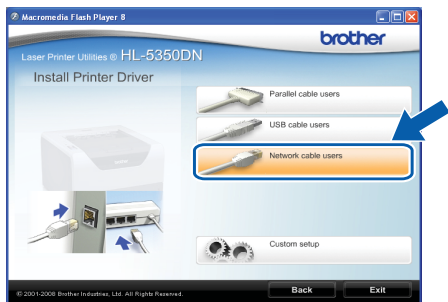 Macromedia Flash Player 8
brother
Laser Printer Utilities ® HL-5350DN
Install Printer Driver
Parallel cable users
USB cable users
Network cable users
Custom setup
© 2001-2008 Brother Industries, Ltd. All Rights Reserved.
Back
Exit